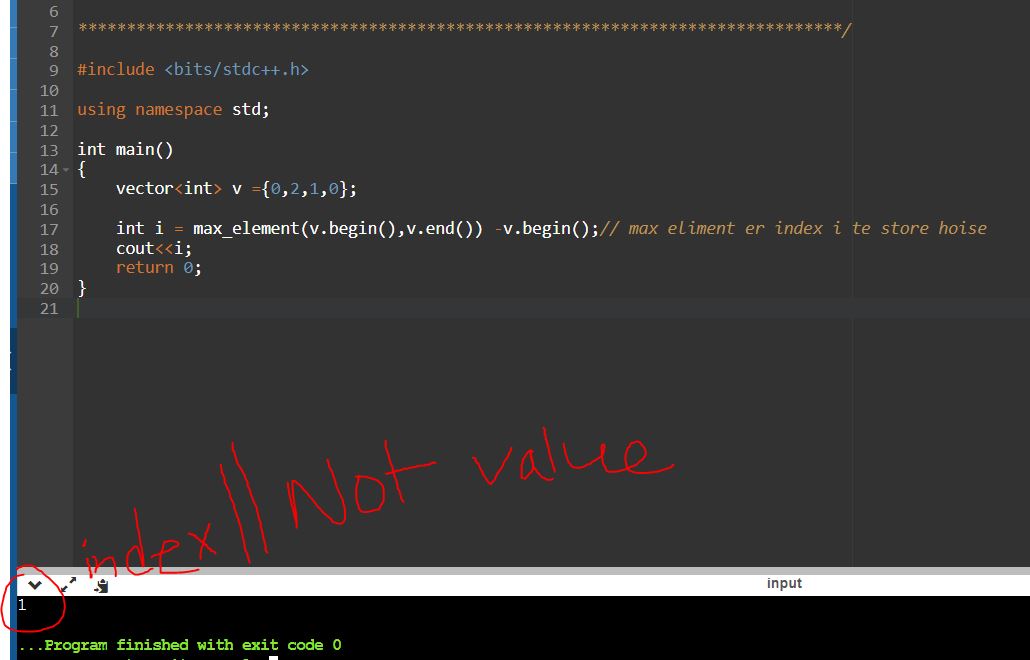 6
7 *******************************************************************************/
8
9 #include <bits/stdc++.h>
10
11 using namespace std;
12
13 int main()
14 {
15 vector<int> v ={0,2,1,0};
16
17 int i = max_element(v.begin(),v.end()) -v.begin();// max eliment er index i te store hoise
18 cout<<i;
19 return 0;
20 }
21
index // Not value
input
1
...Program finished with exit code 0